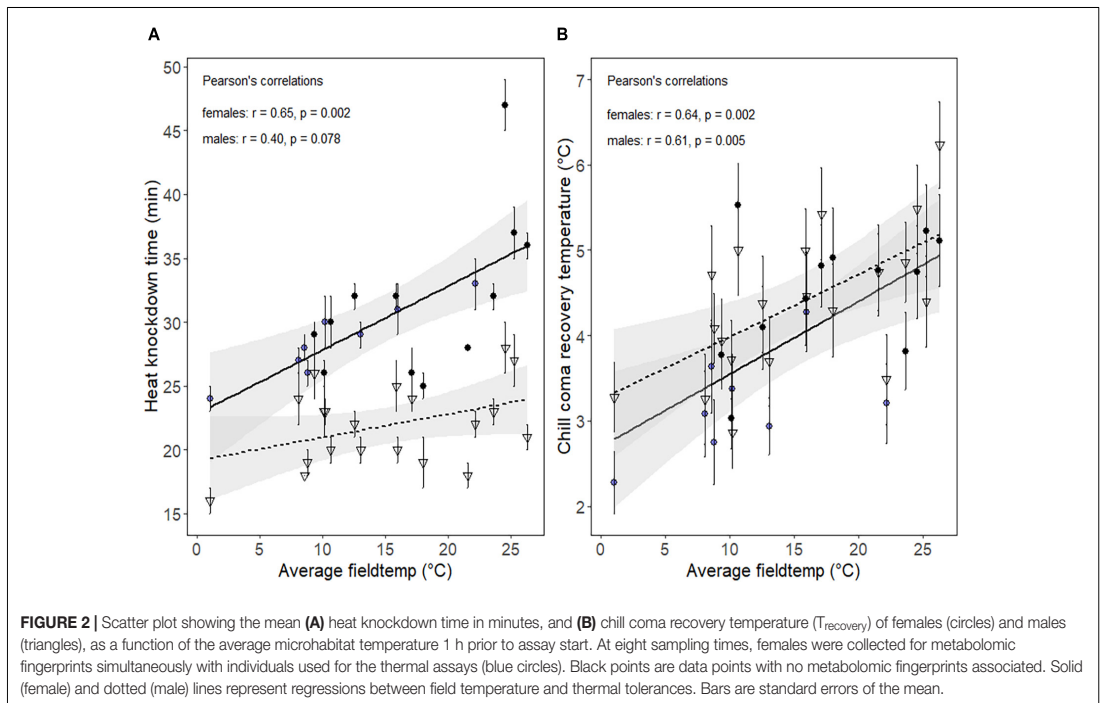 A
Pearson's correlations
females: r = 0.65, p = 0.002
males: r = 0.40, p = 0.078
Heat knockdown time (min)
50
45
40
35
30
25
20
15
0 5 10 15 20 25
Average fieldtemp (°C)
B
Pearson's correlations
females: r = 0.64, p = 0.002
males: r = 0.61, p = 0.005
Chill coma recovery temperature (°C)
7
6
5
4
3
2
0 5 10 15 20 25
Average fieldtemp (°C)
FIGURE 2 | Scatter plot showing the mean (A) heat knockdown time in minutes, and (B) chill coma recovery temperature (Trecovery) of females (circles) and males
(triangles), as a function of the average microhabitat temperature 1 h prior to assay start. At eight sampling times, females were collected for metabolomic
fingerprints simultaneously with individuals used for the thermal assays (blue circles). Black points are data points with no metabolomic fingerprints associated. Solid
(female) and dotted (male) lines represent regressions between field temperature and thermal tolerances. Bars are standard errors of the mean.